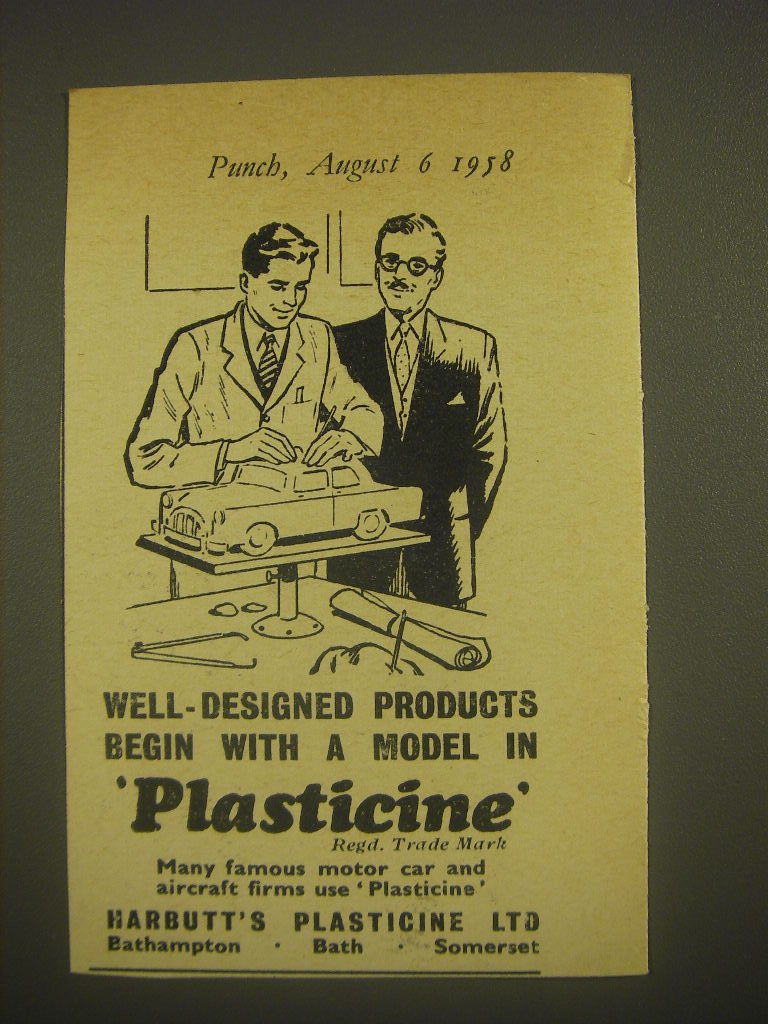 Punch, August 6 1958
WELL-DESIGNED PRODUCTS
BEGIN WITH A MODEL IN
'Plasticine'
Regd. Trade Mark
Many famous motor car and
aircraft firms use 'Plasticine'
HARBUTT'S PLASTICINE LTD
Bathampton · Bath · Somerset